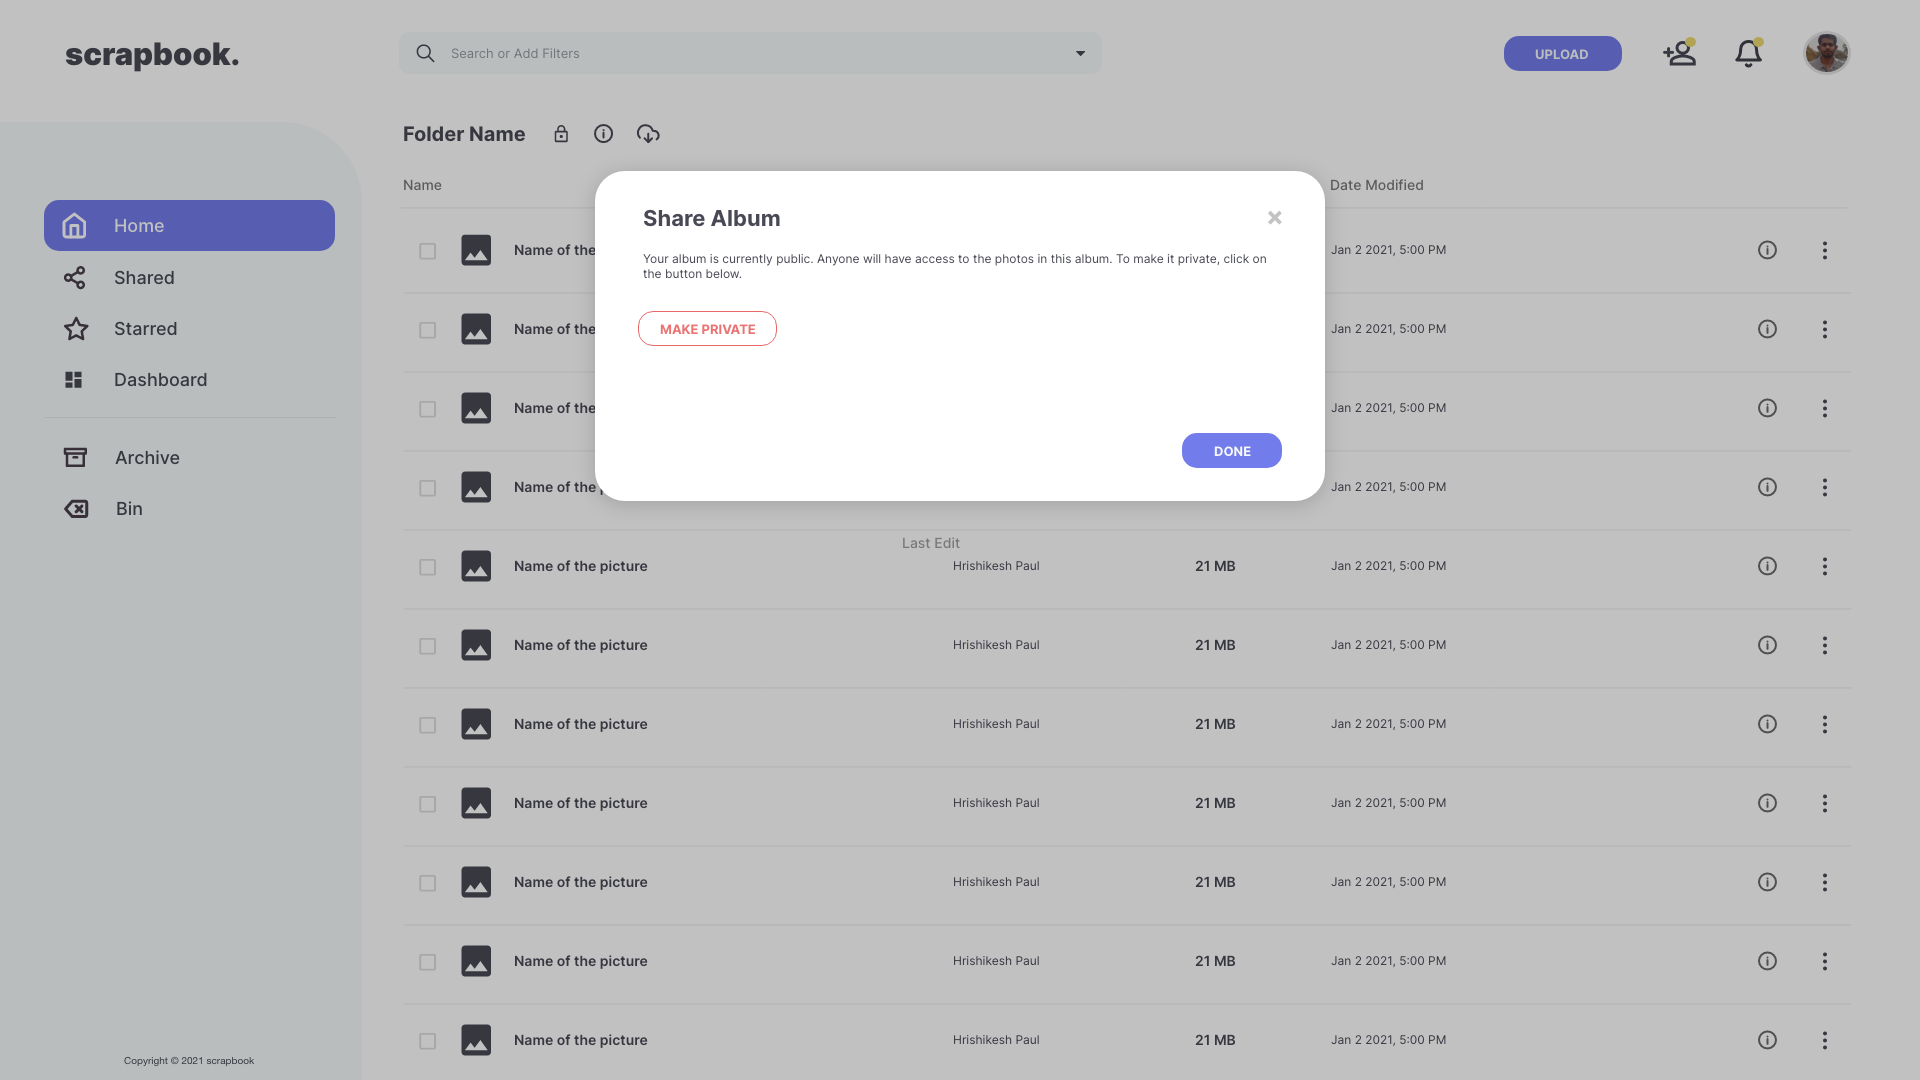 scrapbook.
Search or Add Filters
UPLOAD
Folder Name
Name
Date Modified
Home
Shared
Starred
Dashboard
Archive
Bin
Copyright © 2021 scrapbook
Share Album
Your album is currently public. Anyone will have access to the photos in this album. To make it private, click on
the button below.
MAKE PRIVATE
DONE
Name of the
Jan 2 2021, 5:00 PM
Name of the
Jan 2 2021, 5:00 PM
Name of the
Jan 2 2021, 5:00 PM
Name of the
Jan 2 2021, 5:00 PM
Last Edit
Name of the picture Hrishikesh Paul 21 MB Jan 2 2021, 5:00 PM
Name of the picture Hrishikesh Paul 21 MB Jan 2 2021, 5:00 PM
Name of the picture Hrishikesh Paul 21 MB Jan 2 2021, 5:00 PM
Name of the picture Hrishikesh Paul 21 MB Jan 2 2021, 5:00 PM
Name of the picture Hrishikesh Paul 21 MB Jan 2 2021, 5:00 PM
Name of the picture Hrishikesh Paul 21 MB Jan 2 2021, 5:00 PM
Name of the picture Hrishikesh Paul 21 MB Jan 2 2021, 5:00 PM